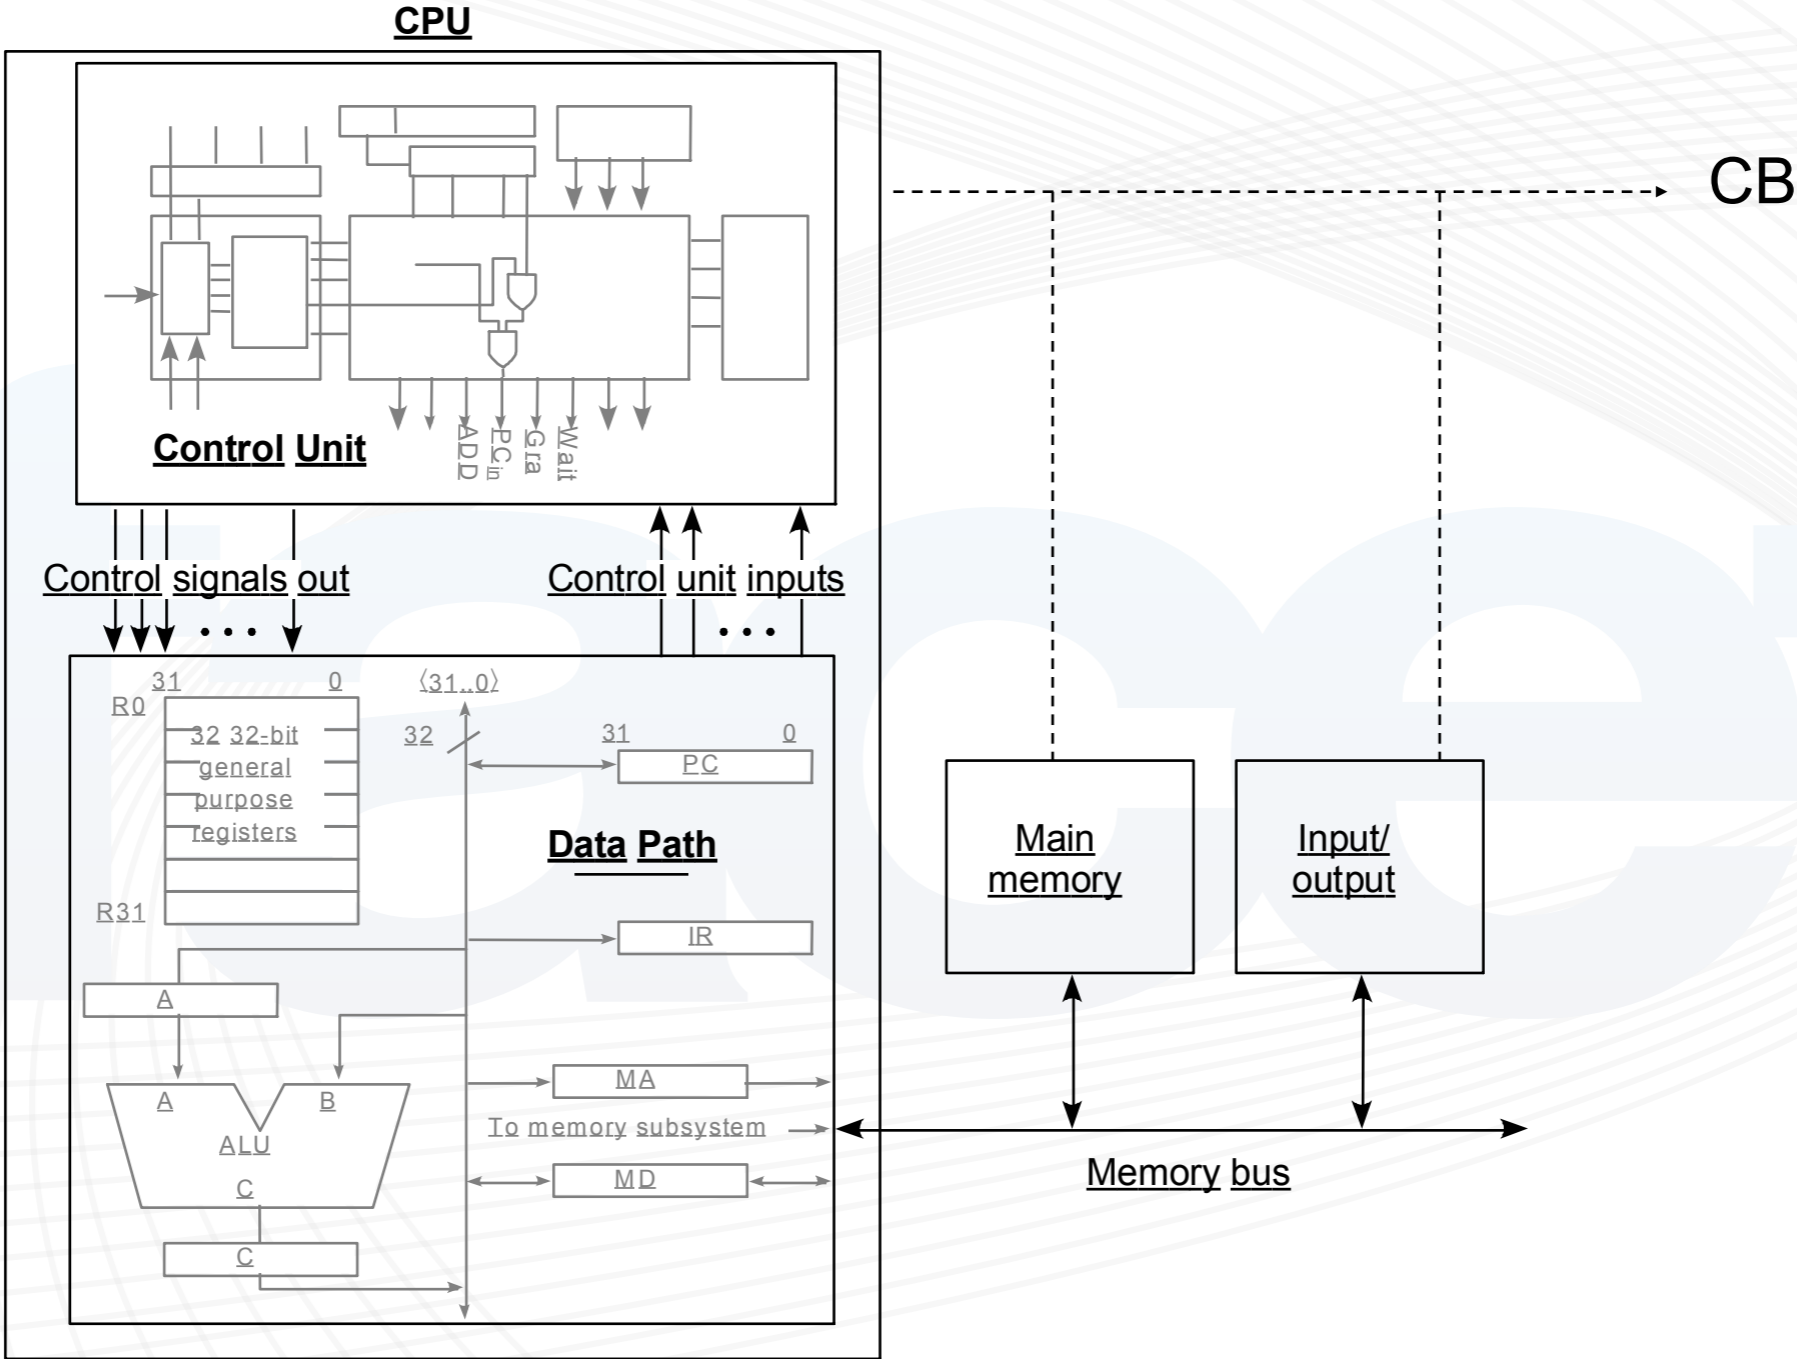 CPU
CB
ADD
PCin
Gra
Wait
Control Unit
Control signals out
Control unit inputs
• • •
• • •
31
0
⟨31..0⟩
R0
32 32-bit
general
purpose
registers
R31
32
31
0
PC
Data Path
IR
A
A
B
ALU
C
C
MA
To memory subsystem
MD
Main
memory
Input/
output
Memory bus